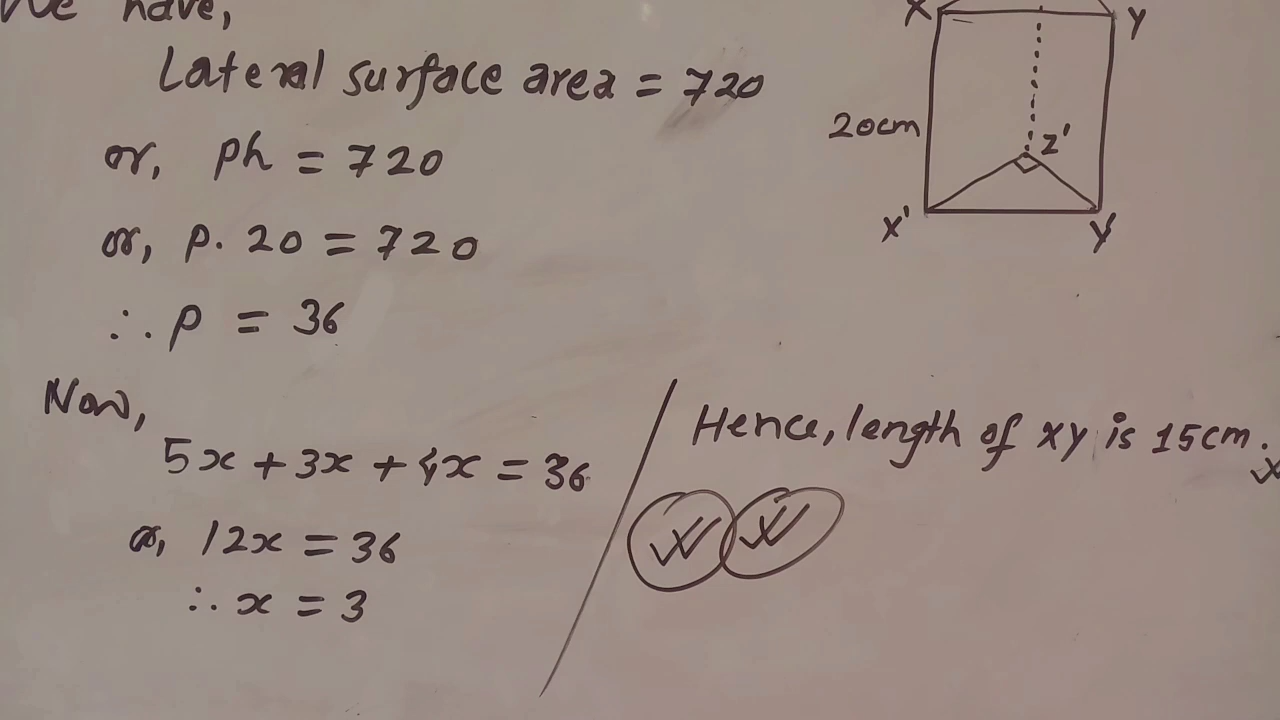 We have,
Lateral surface area = 720
or, ph = 720
or, p. 20 = 720
∴ p = 36
Now,
5x + 3x + 4x = 36
or, 12x = 36
∴ x = 3
X Y
20cm
Z'
X' Y'
Hence, length of xy is 15cm.